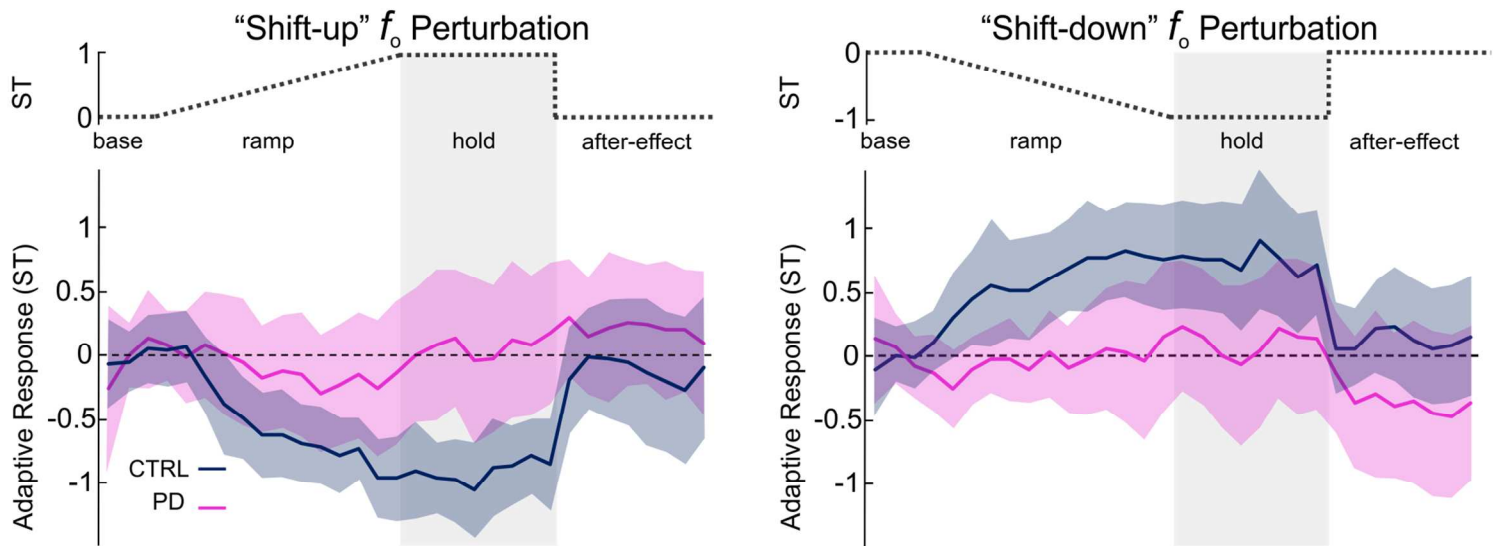 “Shift-up” fo Perturbation
1
ST
0
base ramp hold after-effect
1
0.5
0
-0.5
-1
Adaptive Response (ST)
CTRL
PD
“Shift-down” fo Perturbation
0
ST
-1
base ramp hold after-effect
1
0.5
0
-0.5
-1
Adaptive Response (ST)